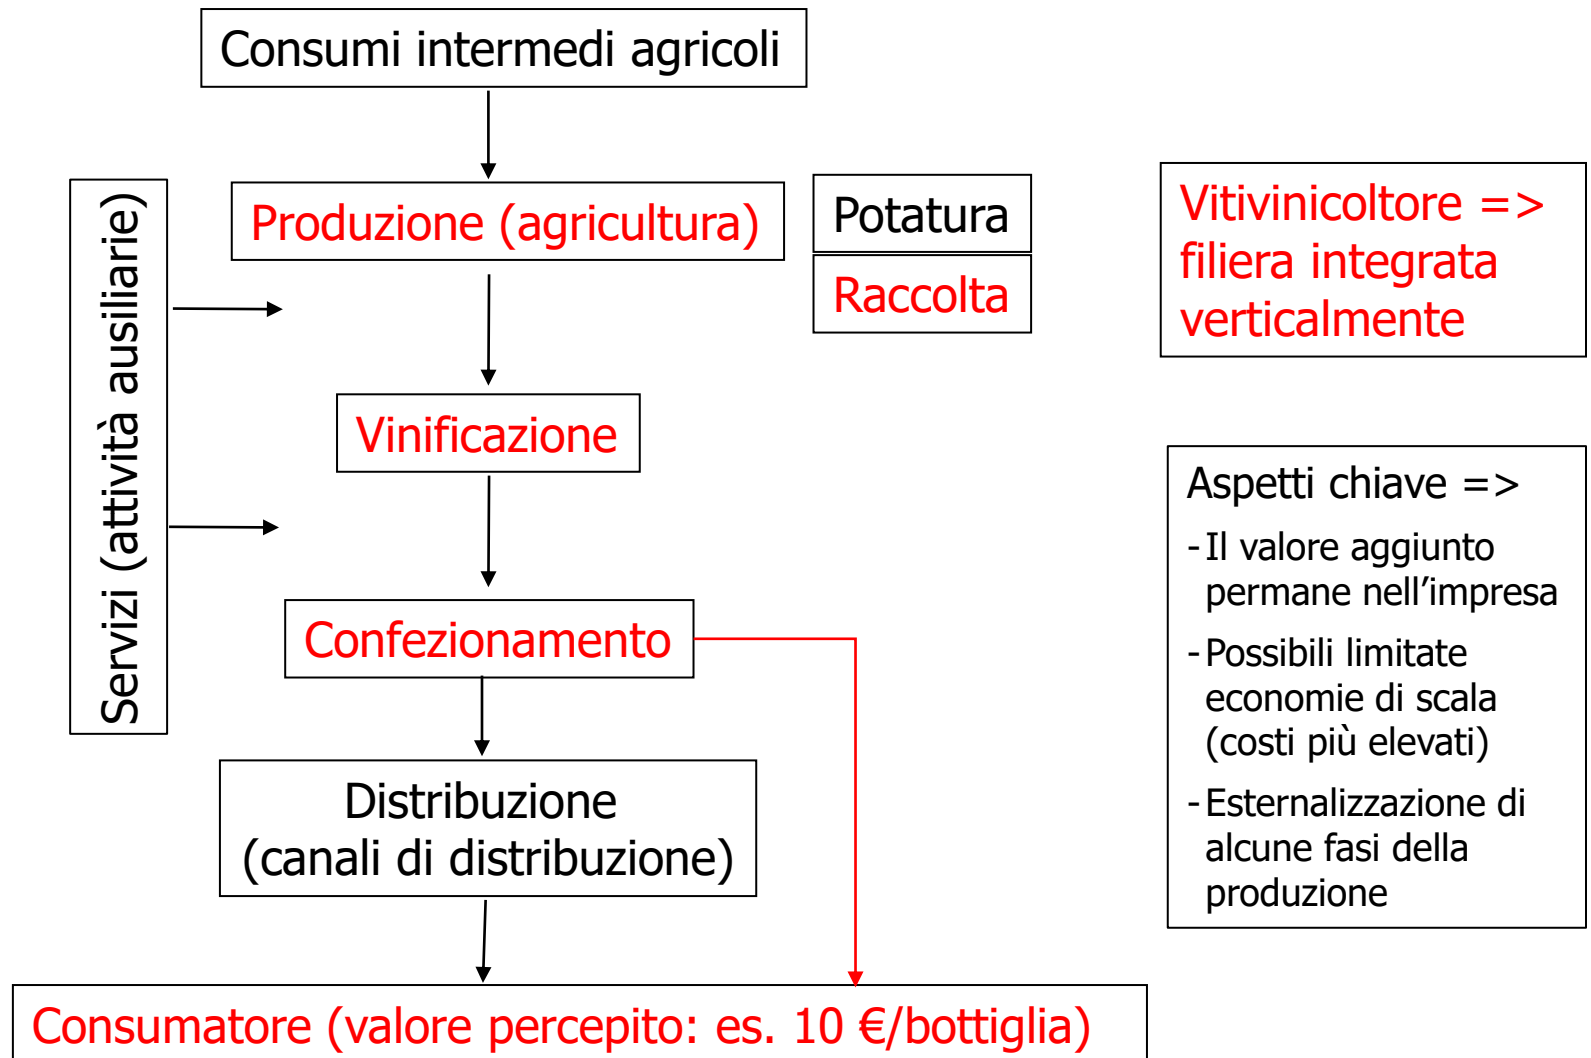 Consumi intermedi agricoli
Servizi (attività ausiliarie)
Produzione (agricultura)
Potatura
Raccolta
Vinificazione
Confezionamento
Distribuzione
(canali di distribuzione)
Consumatore (valore percepito: es. 10 €/bottiglia)
Vitivinicoltore =>
filiera integrata
verticalmente
Aspetti chiave =>
- Il valore aggiunto
permane nell’impresa
- Possibili limitate
economie di scala
(costi più elevati)
- Esternalizzazione di
alcune fasi della
produzione